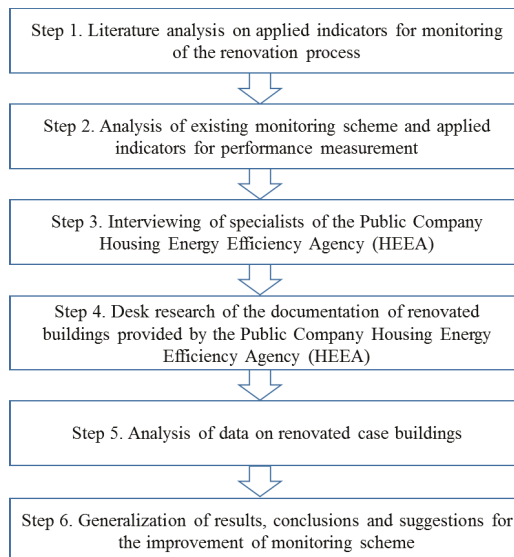 Step 1. Literature analysis on applied indicators for monitoring
of the renovation process
Step 2. Analysis of existing monitoring scheme and applied
indicators for performance measurement
Step 3. Interviewing of specialists of the Public Company
Housing Energy Efficiency Agency (HEEA)
Step 4. Desk research of the documentation of renovated
buildings provided by the Public Company Housing Energy
Efficiency Agency (HEEA)
Step 5. Analysis of data on renovated case buildings
Step 6. Generalization of results, conclusions and suggestions for
the improvement of monitoring scheme